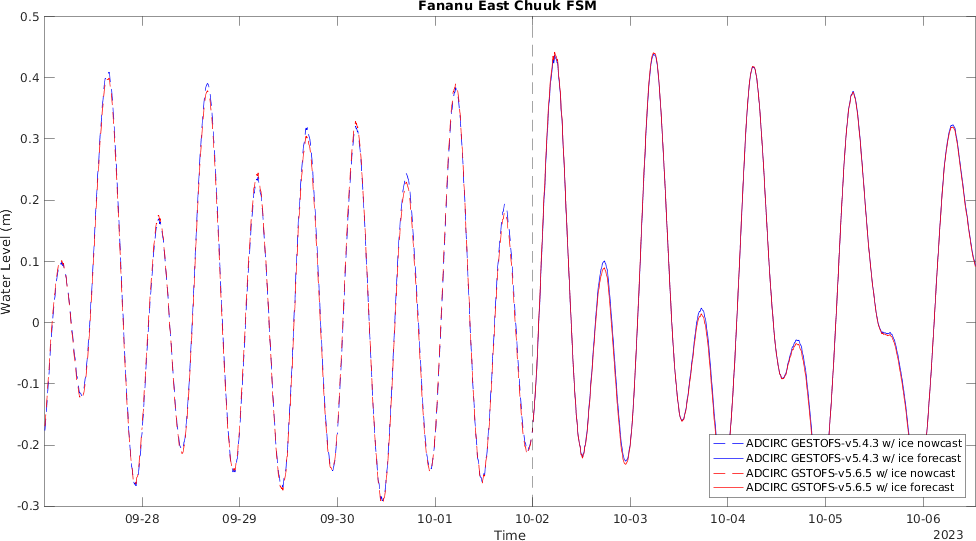 Fananu East Chuuk FSM
Water Level (m)
0.5
0.4
0.3
0.2
0.1
0
-0.1
-0.2
-0.3
09-28
09-29
09-30
10-01
10-02
10-03
10-04
10-05
10-06
Time
2023
ADCIRC GESTOFS-v5.4.3 w/ ice nowcast
ADCIRC GESTOFS-v5.4.3 w/ ice forecast
ADCIRC GSTOFS-v5.6.5 w/ ice nowcast
ADCIRC GSTOFS-v5.6.5 w/ ice forecast